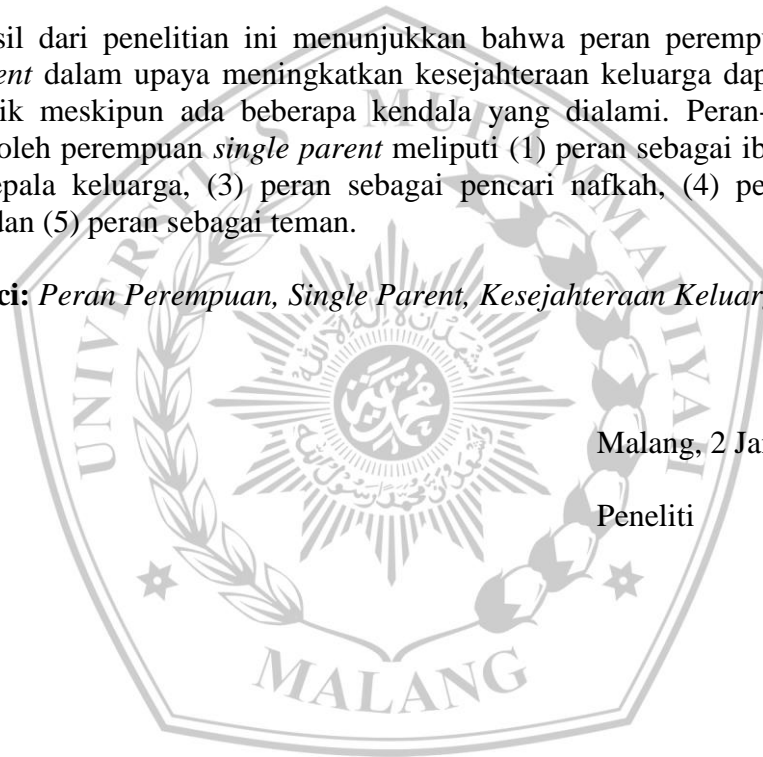 sil dari penelitian ini menunjukkan bahwa peran peremp
ent dalam upaya meningkatkan kesejahteraan keluarga dap
ik meskipun ada beberapa kendala yang dialami. Peran-
oleh perempuan single parent meliputi (1) peran sebagai ib
epala keluarga, (3) peran sebagai pencari nafkah, (4) pe
dan (5) peran sebagai teman.
ci: Peran Perempuan, Single Parent, Kesejahteraan Keluar
Malang, 2 Ja
Peneliti
UNIVERSITAS MUHAMMADIYAH
MALANG